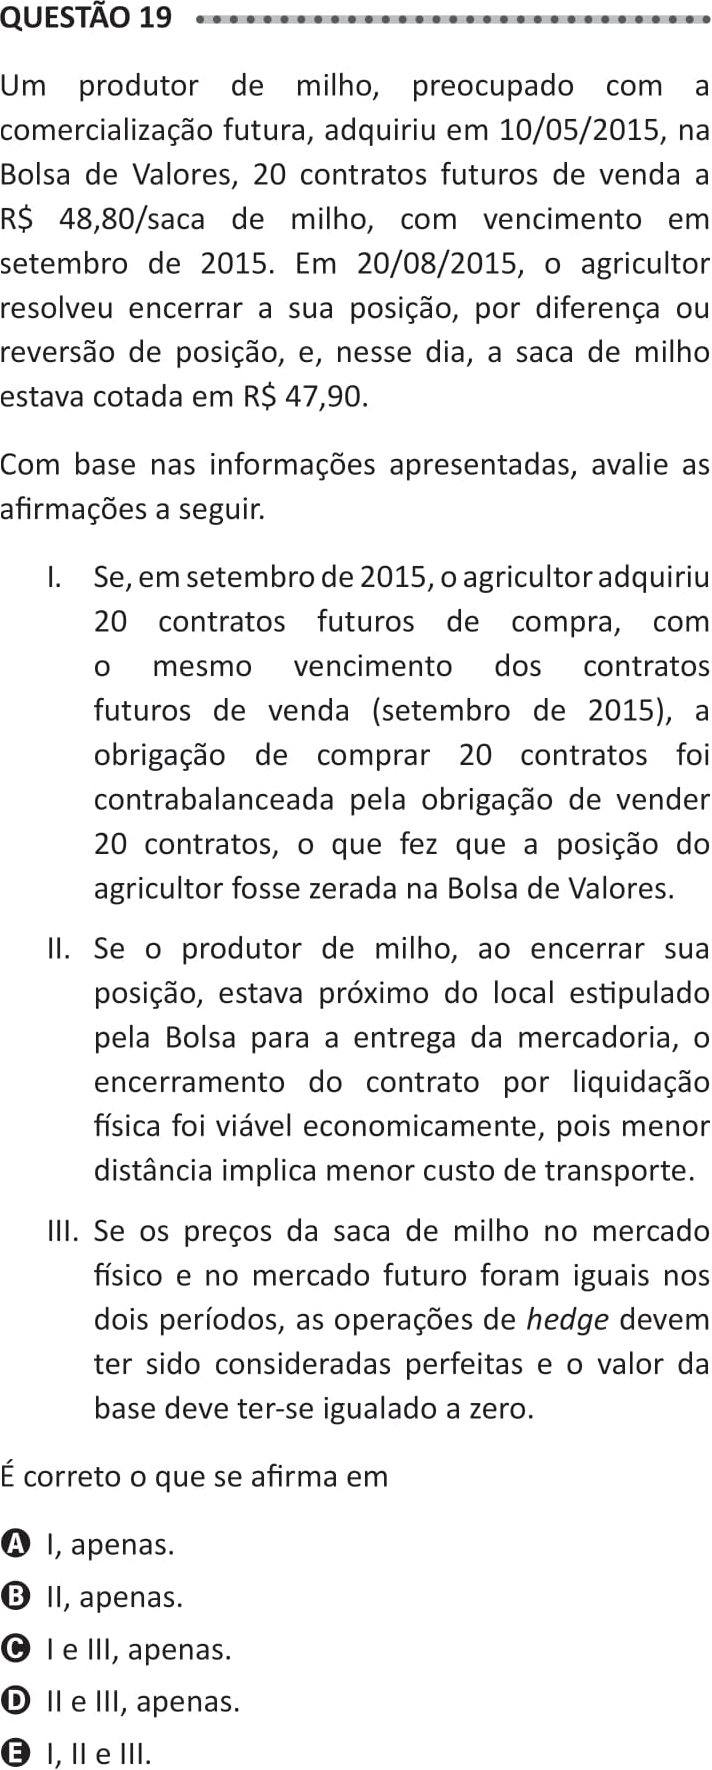 QUESTÃO 19
Um produtor de milho, preocupado com a
comercialização futura, adquiriu em 10/05/2015, na
Bolsa de Valores, 20 contratos futuros de venda a
R$ 48,80/saca de milho, com vencimento em
setembro de 2015. Em 20/08/2015, o agricultor
resolveu encerrar a sua posição, por diferença ou
reversão de posição, e, nesse dia, a saca de milho
estava cotada em R$ 47,90.
Com base nas informações apresentadas, avalie as
afirmações a seguir.
I. Se, em setembro de 2015, o agricultor adquiriu
20 contratos futuros de compra, com
o mesmo vencimento dos contratos
futuros de venda (setembro de 2015), a
obrigação de comprar 20 contratos foi
contrabalanceada pela obrigação de vender
20 contratos, o que fez que a posição do
agricultor fosse zerada na Bolsa de Valores.
II. Se o produtor de milho, ao encerrar sua
posição, estava próximo do local estipulado
pela Bolsa para a entrega da mercadoria, o
encerramento do contrato por liquidação
física foi viável economicamente, pois menor
distância implica menor custo de transporte.
III. Se os preços da saca de milho no mercado
físico e no mercado futuro foram iguais nos
dois períodos, as operações de hedge devem
ter sido consideradas perfeitas e o valor da
base deve ter-se igualado a zero.
É correto o que se afirma em
A I, apenas.
B II, apenas.
C I e III, apenas.
D II e III, apenas.
E I, II e III.